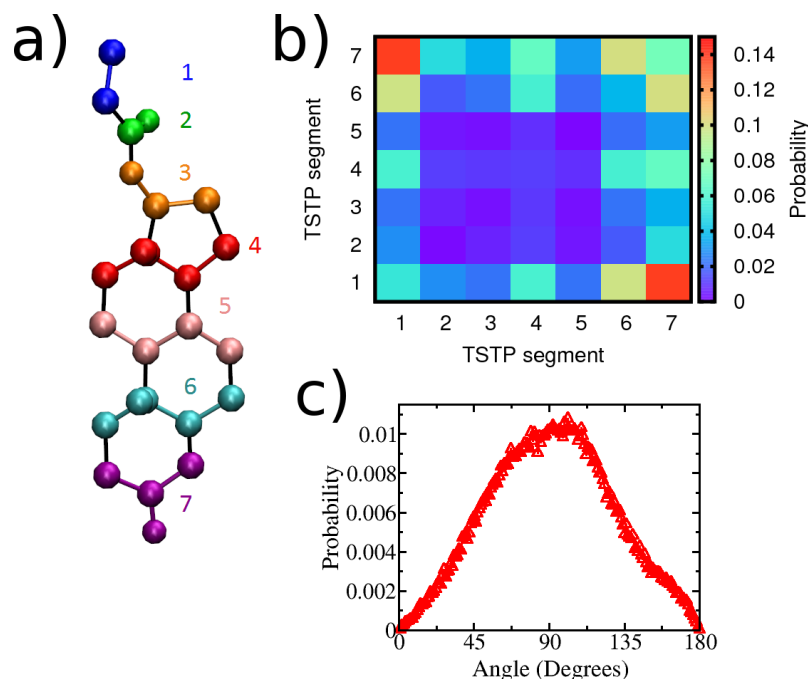 a)
1
2
3
4
5
6
7
b)
TSTP segment
7
6
5
4
3
2
1
1 2 3 4 5 6 7
TSTP segment
0.14
0.12
0.1
0.08
0.06
0.04
0.02
0
Probability
c)
Probability
0.01
0.008
0.006
0.004
0.002
0
0 45 90 135 180
Angle (Degrees)